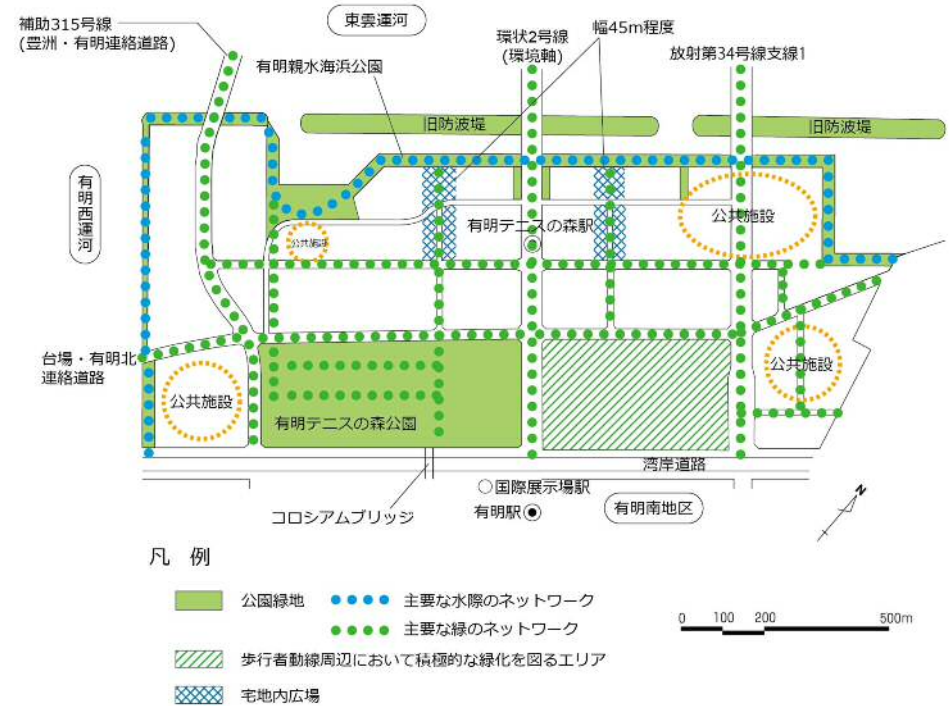 東雲運河
補助315号線
(豊洲・有明連絡道路)
環状2号線
(環境軸)
幅45m程度
放射第34号線支線1
有明親水海浜公園
旧防波堤
旧防波堤
有明西運河
公共施設
有明テニスの森駅
公共施設
台場・有明北
連絡道路
公共施設
公共施設
有明テニスの森公園
湾岸道路
国際展示場駅
コロシアムブリッジ
有明駅
有明南地区
N
凡 例
公園緑地
主要な水際のネットワーク
主要な緑のネットワーク
0 100 200 500m
歩行者動線周辺において積極的な緑化を図るエリア
宅地内広場